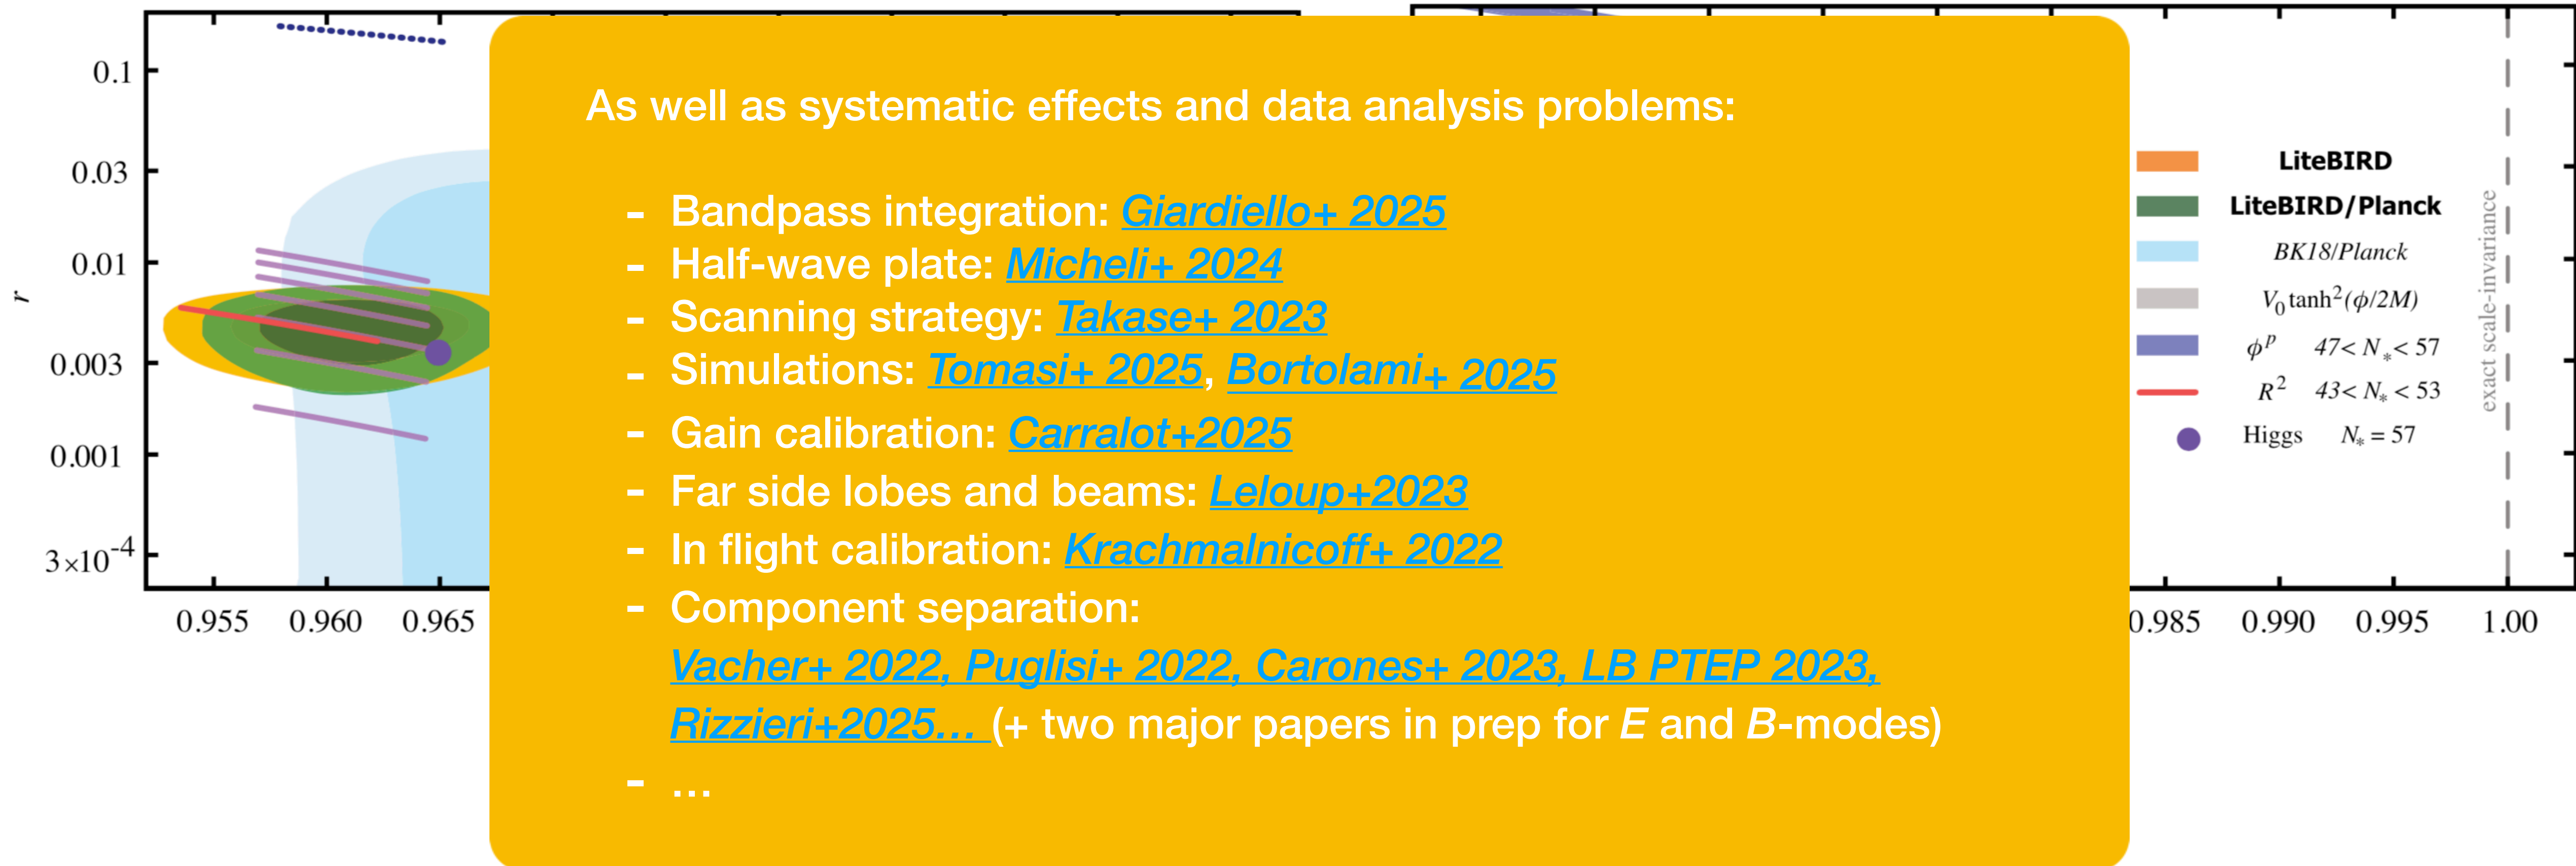 0.1
0.03
0.01
0.003
0.001
3×10⁻⁴
r
0.955 0.960 0.965
As well as systematic effects and data analysis problems:
- Bandpass integration: Giardiello+ 2025
- Half-wave plate: Micheli+ 2024
- Scanning strategy: Takase+ 2023
- Simulations: Tomasi+ 2025, Bortolami+ 2025
- Gain calibration: Carralot+2025
- Far side lobes and beams: Leloup+2023
- In flight calibration: Krachmalnicoff+ 2022
- Component separation:
Vacher+ 2022, Puglisi+ 2022, Carones+ 2023, LB PTEP 2023,
Rizzieri+2025… (+ two major papers in prep for E and B-modes)
- …
LiteBIRD
LiteBIRD/Planck
BK18/Planck
V₀ tanh²(ϕ/2M)
ϕᵖ 47< N*< 57
R² 43< N* < 53
Higgs N* = 57
exact scale-invariance
0.985 0.990 0.995 1.00